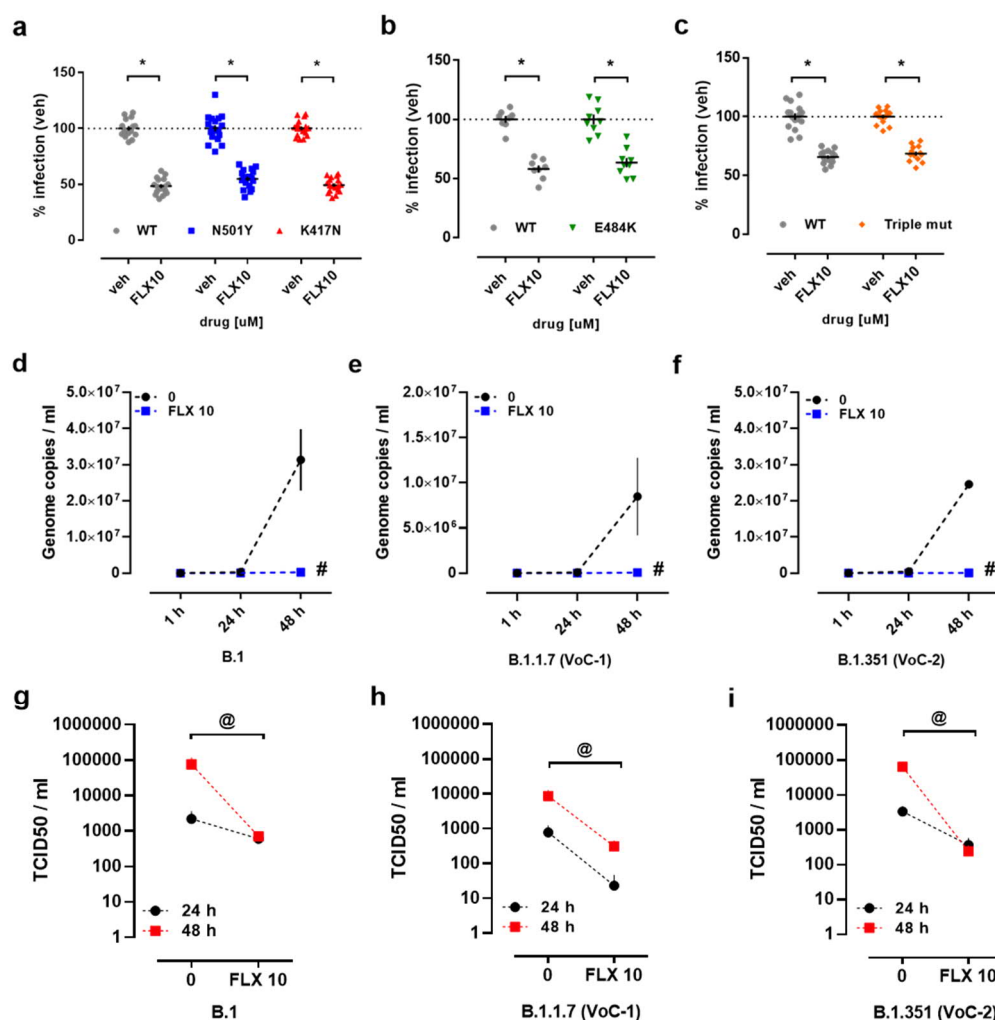 a
b
c
% infection (veh)
150
100
50
0
* * *
WT N501Y K417N
veh FLX10 veh FLX10 veh FLX10
drug [uM]
% infection (veh)
150
100
50
0
* *
WT E484K
veh FLX10 veh FLX10
drug [uM]
% infection (veh)
150
100
50
0
* *
WT Triple mut
veh FLX10 veh FLX10
drug [uM]
d
e
f
Genome copies / ml
5.0×10⁷
4.0×10⁷
3.0×10⁷
2.0×10⁷
1.0×10⁷
0
0
FLX 10
#
1 h 24 h 48 h
B.1
Genome copies / ml
2.0×10⁷
1.5×10⁷
1.0×10⁷
5.0×10⁶
0
0
FLX 10
#
1 h 24 h 48 h
B.1.1.7 (VoC-1)
Genome copies / ml
5.0×10⁷
4.0×10⁷
3.0×10⁷
2.0×10⁷
1.0×10⁷
0
0
FLX 10
#
1 h 24 h 48 h
B.1.351 (VoC-2)
g
h
i
TCID50 / ml
1000000
100000
10000
1000
100
10
1
@
24 h
48 h
0 FLX 10
B.1
TCID50 / ml
1000000
100000
10000
1000
100
10
1
@
24 h
48 h
0 FLX 10
B.1.1.7 (VoC-1)
TCID50 / ml
1000000
100000
10000
1000
100
10
1
@
24 h
48 h
0 FLX 10
B.1.351 (VoC-2)